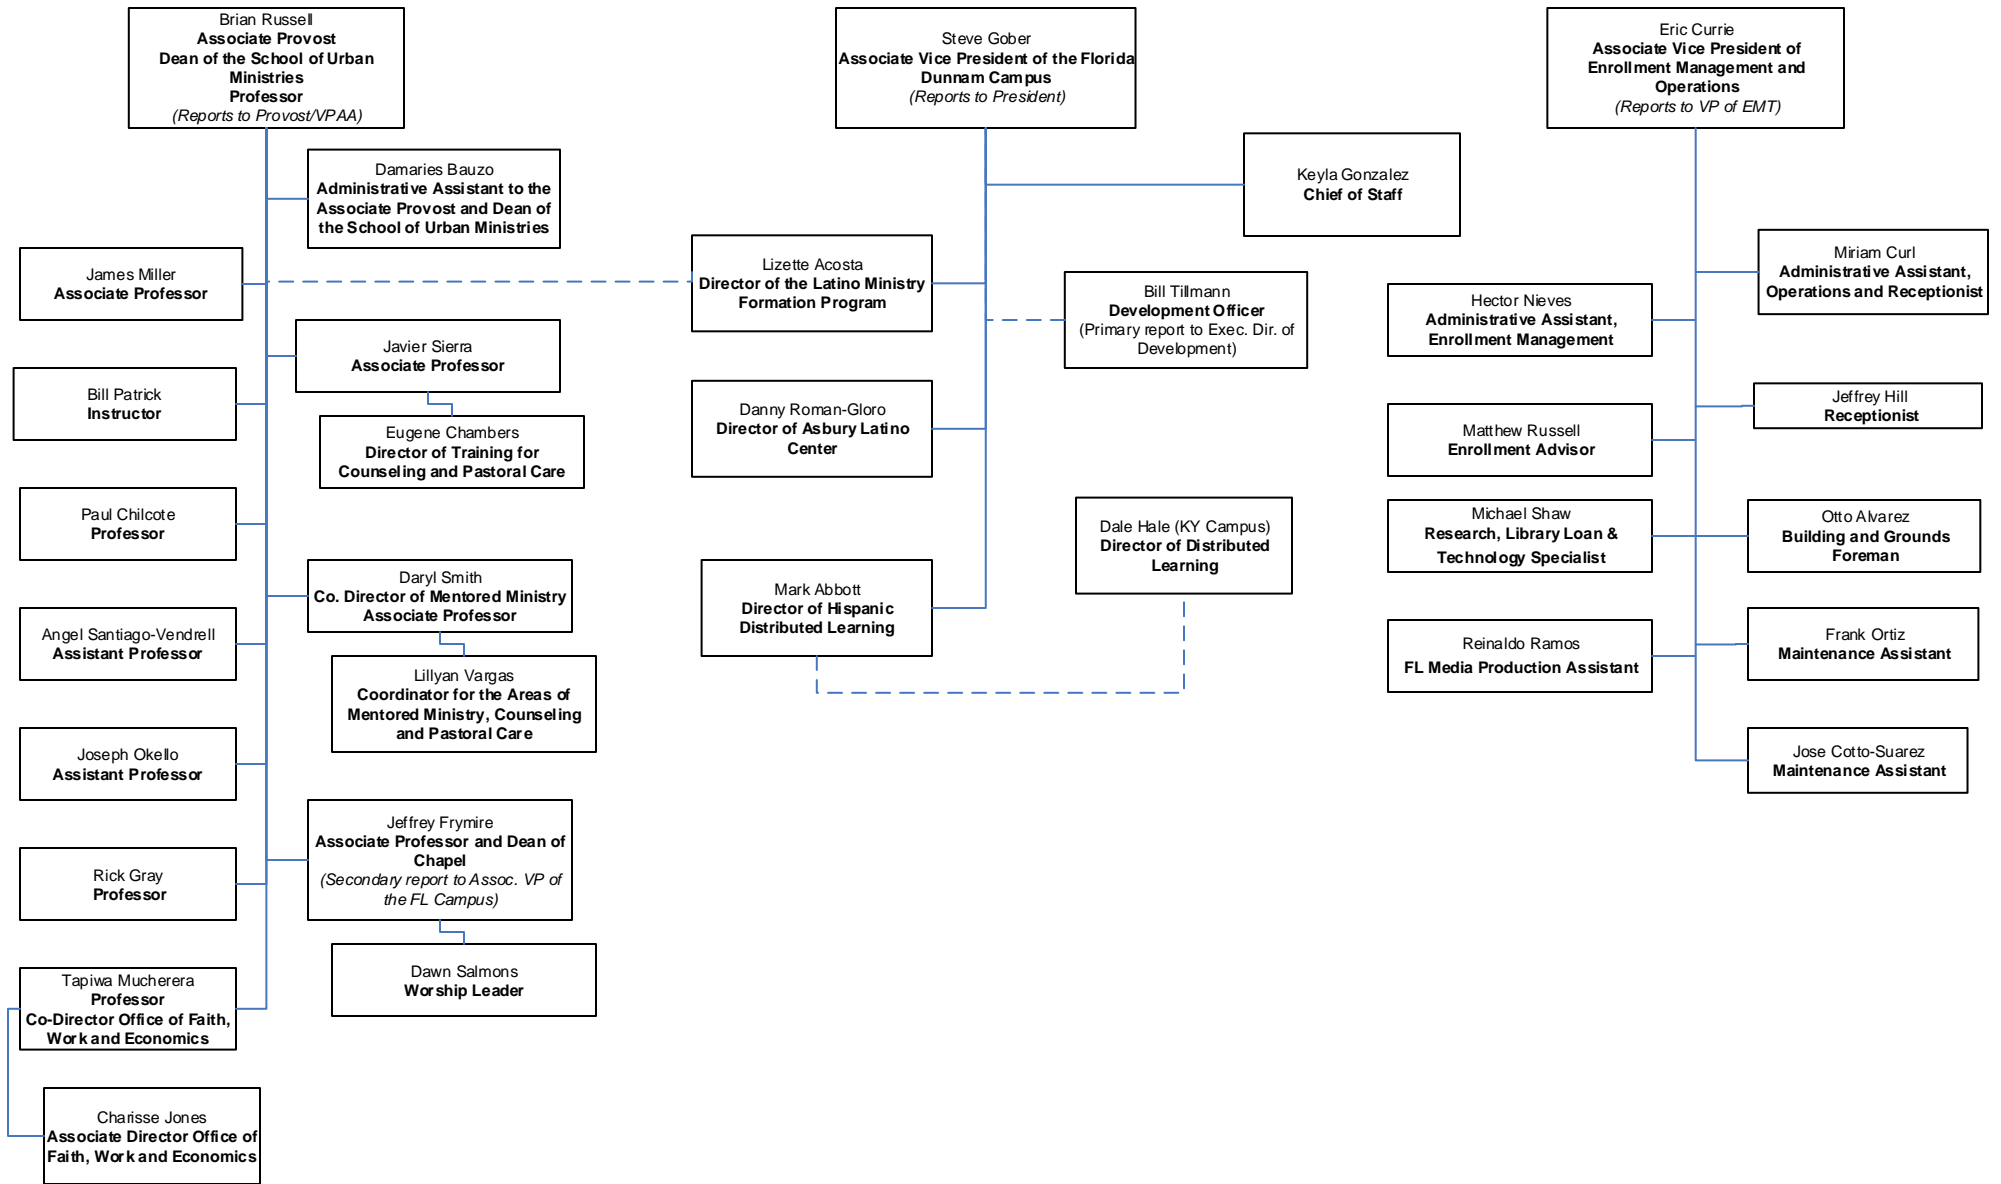 Brian Russell
Associate Provost
Dean of the School of Urban
Ministries
Professor
(Reports to Provost/VPAA)
Damaries Bauzo
Administrative Assistant to the
Associate Provost and Dean of
the School of Urban Ministries
James Miller
Associate Professor
Javier Sierra
Associate Professor
Bill Patrick
Instructor
Eugene Chambers
Director of Training for
Counseling and Pastoral Care
Paul Chilcote
Professor
Daryl Smith
Co. Director of Mentored Ministry
Associate Professor
Angel Santiago-Vendrell
Assistant Professor
Lillyan Vargas
Coordinator for the Areas of
Mentored Ministry, Counseling
and Pastoral Care
Joseph Okello
Assistant Professor
Jeffrey Frymire
Associate Professor and Dean of
Chapel
(Secondary report to Assoc. VP of
the FL Campus)
Rick Gray
Professor
Dawn Salmons
Worship Leader
Tapiwa Mucherera
Professor
Co-Director Office of Faith,
Work and Economics
Charisse Jones
Associate Director Office of
Faith, Work and Economics
Steve Gober
Associate Vice President of the Florida
Dunnam Campus
(Reports to President)
Keyla Gonzalez
Chief of Staff
Lizette Acosta
Director of the Latino Ministry
Formation Program
Bill Tillmann
Development Officer
(Primary report to Exec. Dir. of
Development)
Danny Roman-Gloro
Director of Asbury Latino
Center
Dale Hale (KY Campus)
Director of Distributed
Learning
Mark Abbott
Director of Hispanic
Distributed Learning
Eric Currie
Associate Vice President of
Enrollment Management and
Operations
(Reports to VP of EMT)
Miriam Curl
Administrative Assistant,
Operations and Receptionist
Hector Nieves
Administrative Assistant,
Enrollment Management
Jeffrey Hill
Receptionist
Matthew Russell
Enrollment Advisor
Michael Shaw
Research, Library Loan &
Technology Specialist
Otto Alvarez
Building and Grounds
Foreman
Reinaldo Ramos
FL Media Production Assistant
Frank Ortiz
Maintenance Assistant
Jose Cotto-Suarez
Maintenance Assistant